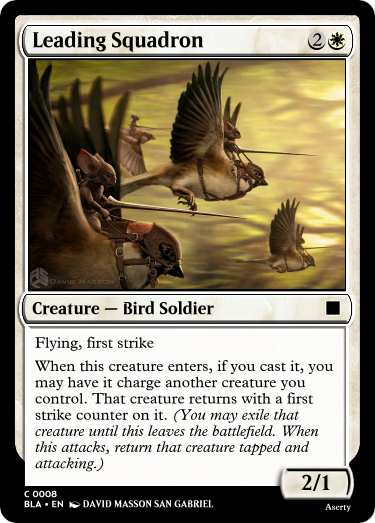 Leading Squadron 2
DAVID MASSON
Creature — Bird Soldier
Flying, first strike
When this creature enters, if you cast it, you
may have it charge another creature you
control. That creature returns with a first
strike counter on it. (You may exile that
creature until this leaves the battlefield. When
this attacks, return that creature tapped and
attacking.)
2/1
C 0008
BLA • EN DAVID MASSON SAN GABRIEL
Aserty